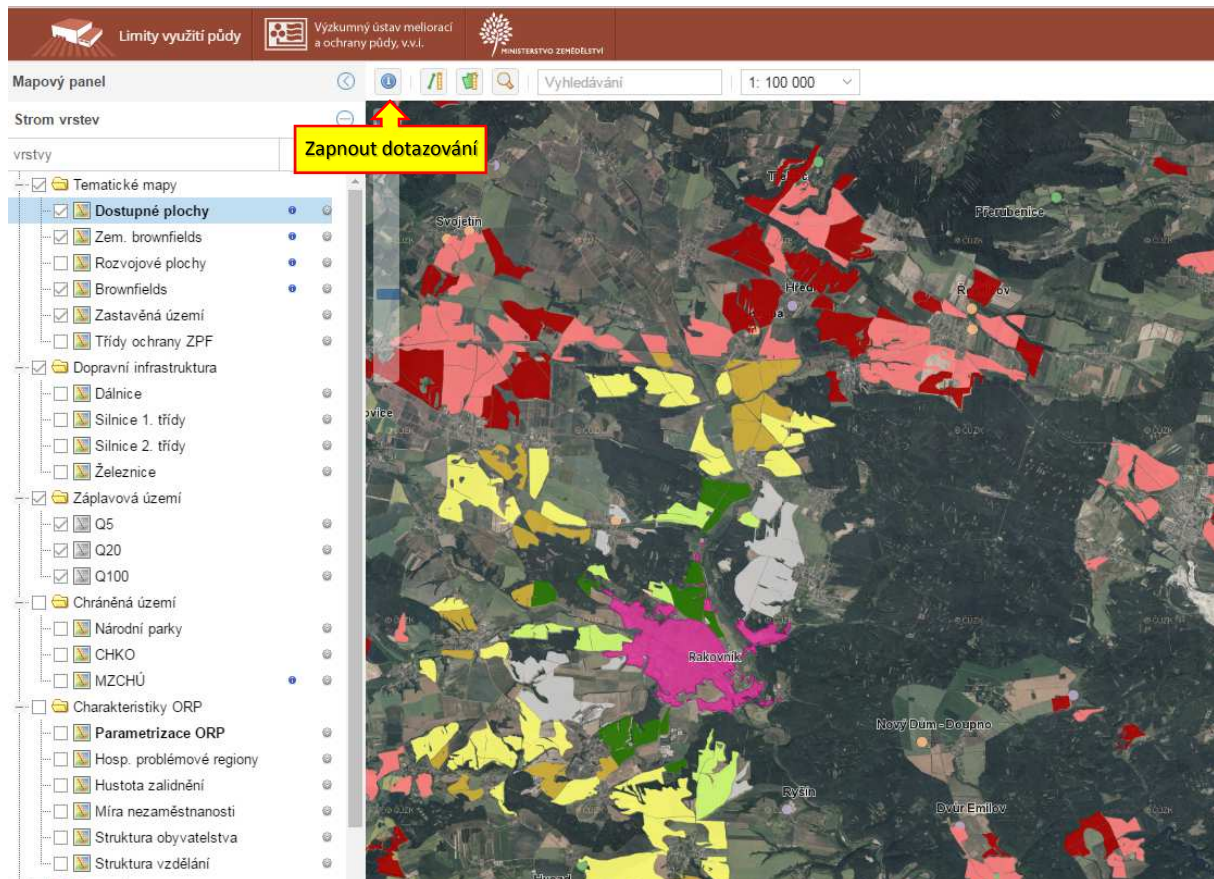 Limity využití půdy
Výzkumný ústav meliorací
a ochrany půdy, v.v.i.
MINISTERSTVO ZEMĚDĚLSTVÍ
Mapový panel
Vyhledávání
1: 100 000
Strom vrstev
Zapnout dotazování
vrstvy
Tematické mapy
Dostupné plochy
Zem. brownfields
Rozvojové plochy
Brownfields
Zastavěná území
Třídy ochrany ZPF
Dopravní infrastruktura
Dálnice
Silnice 1. třídy
Silnice 2. třídy
Železnice
Záplavová území
Q5
Q20
Q100
Chráněná území
Národní parky
CHKO
MZCHÚ
Charakteristiky ORP
Parametrizace ORP
Hosp. problémové regiony
Hustota zalidnění
Míra nezaměstnanosti
Struktura obyvatelstva
Struktura vzdělání
Svojetín
Přerubenice
Rakovník
Nový Dům - Doupno
Ryšín
Dvůr Emilov
© ČÚZK